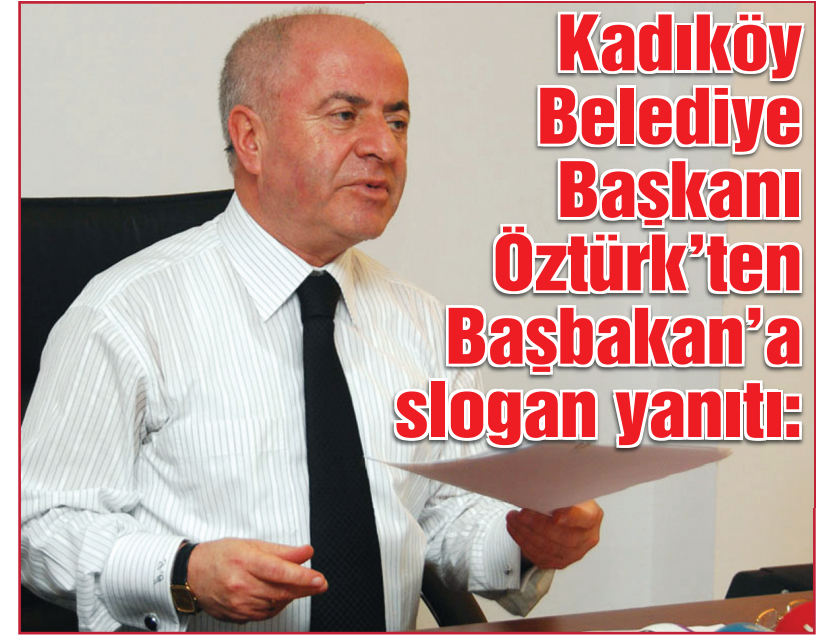 Kadıköy
Belediye
Başkanı
Öztürk'ten
Başbakan'a
slogan yanıtı: